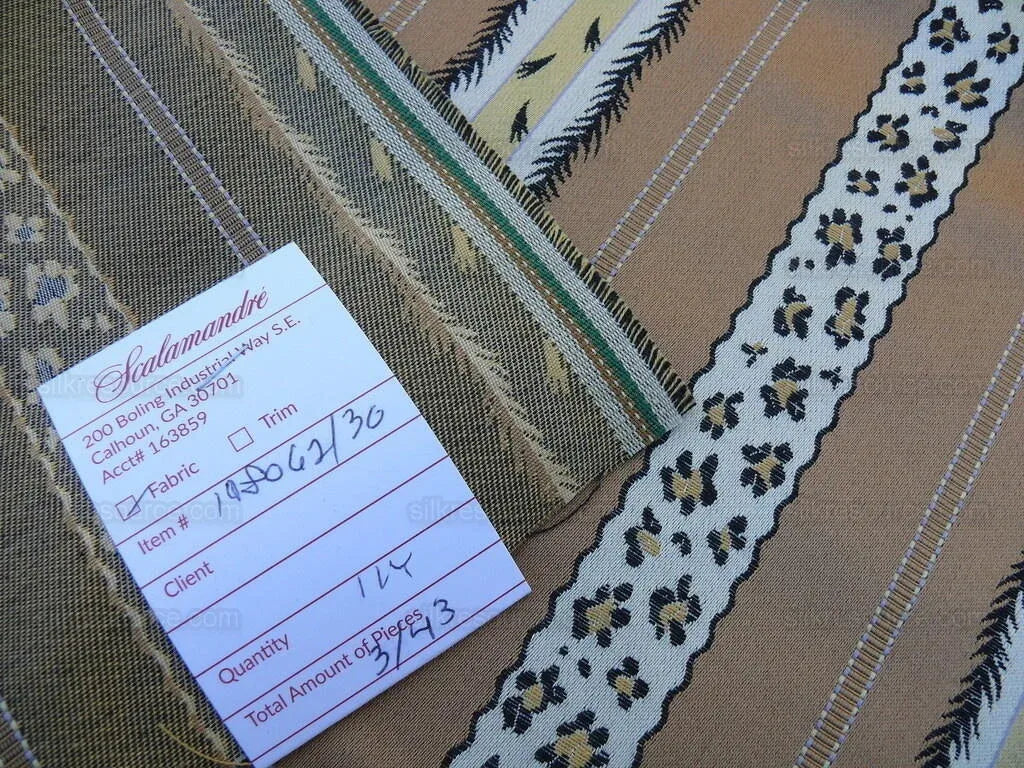 Scalamandré
200 Boling Industrial Way S.E.
Calhoun, GA 30701
Acct# 163859
Fabric Trim
Item #
Client
Quantity
Total Amount of Pieces 3/43